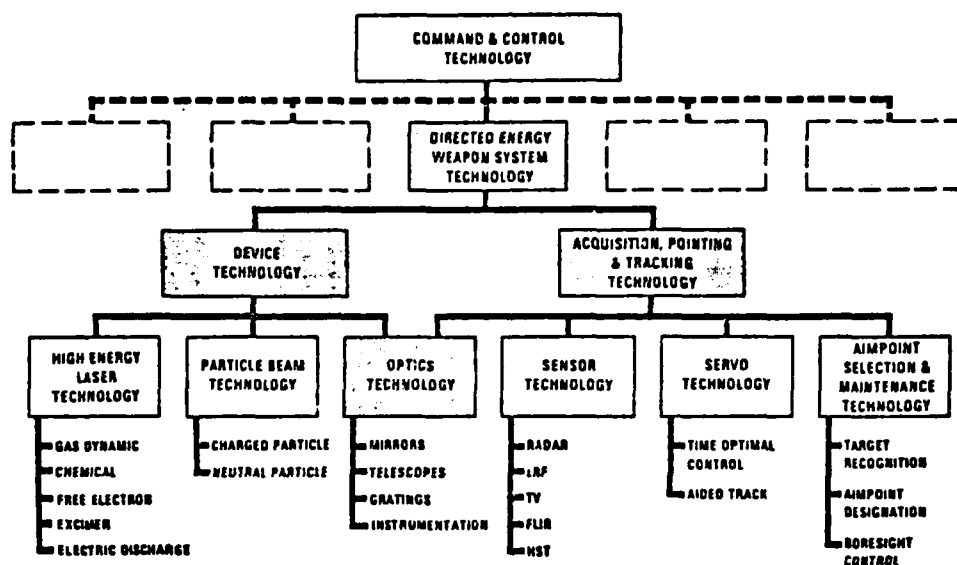 COMMAND & CONTROL
TECHNOLOGY
DIRECTED ENERGY
WEAPON SYSTEM
TECHNOLOGY
DEVICE
TECHNOLOGY
ACQUISITION, POINTING
& TRACKING
TECHNOLOGY
HIGH ENERGY
LASER
TECHNOLOGY
GAS DYNAMIC
CHEMICAL
FREE ELECTRON
EXCIMER
ELECTRIC DISCHARGE
PARTICLE BEAM
TECHNOLOGY
CHARGED PARTICLE
NEUTRAL PARTICLE
OPTICS
TECHNOLOGY
MIRRORS
TELESCOPES
GRATINGS
INSTRUMENTATION
SENSOR
TECHNOLOGY
RADAR
TV
FLIR
HST
SERVO
TECHNOLOGY
TIME OPTIMAL
CONTROL
AIDED TRACK
AIMPOINT
SELECTION &
MAINTENANCE
TECHNOLOGY
TARGET
RECOGNITION
AIMPOINT
DESIGNATION
BORESIGHT
CONTROL